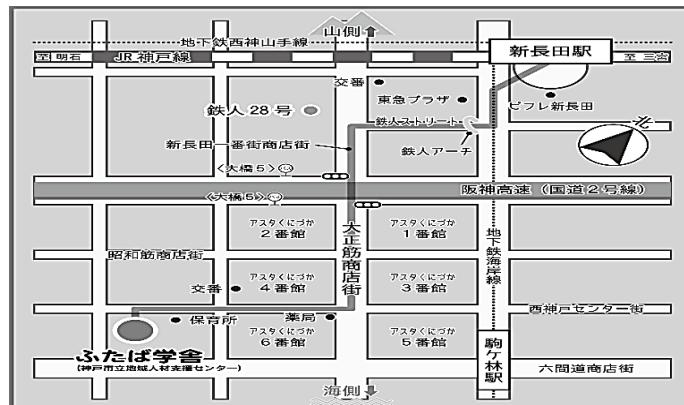 山側
地下鉄西神山手線
新長田駅
至 明石
JR神戸線
至 三宮
交番
東急プラザ
ピフレ新長田
鉄人28号
鉄人ストリート
北
新長田一番街商店街
鉄人アーチ
〈大橋5〉
阪神高速（国道2号線）
〈大橋5〉
アスタくにづか
2番館
アスタくにづか
1番館
大正筋商店街
地下鉄海岸線
昭和筋商店街
アスタくにづか
4番館
アスタくにづか
3番館
交番
西神戸センター街
保育所
薬局
ふたば学舎
(神戸市立地域人材支援センター)
アスタくにづか
6番館
アスタくにづか
5番館
駒ヶ林駅
六間道商店街
海側